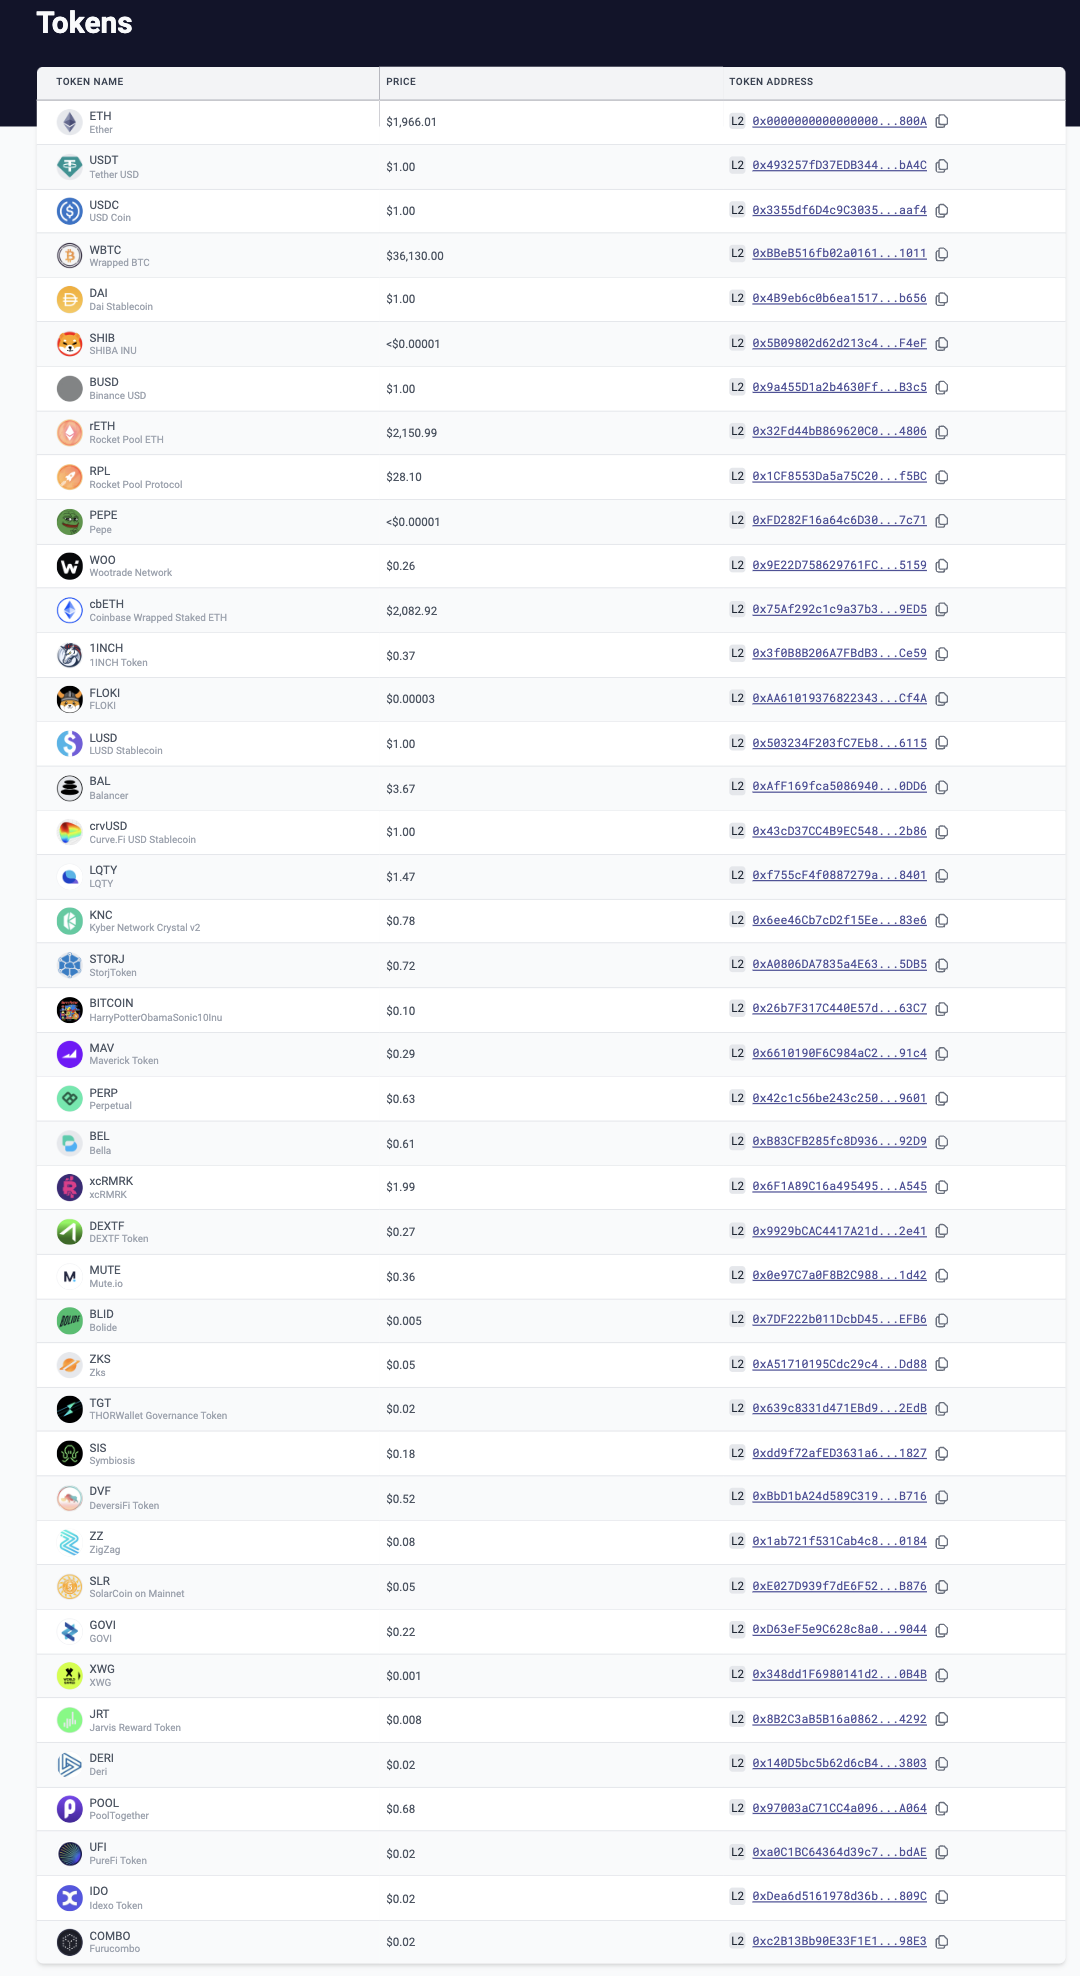 Tokens
TOKEN NAME PRICE TOKEN ADDRESS
ETH
Ether
$1,966.01
L2 0x0000000000000000...800A
USDT
Tether USD
$1.00
L2 0x493257fD37EDB344...bA4C
USDC
USD Coin
$1.00
L2 0x3355df6D4c9C3035...aaf4
WBTC
Wrapped BTC
$36,130.00
L2 0xBBeB516fb02a0161...1011
DAI
Dai Stablecoin
$1.00
L2 0x4B9eb6c0b6ea1517...b656
SHIB
SHIBA INU
<$0.00001
L2 0x5B09802d62d213c4...F4eF
BUSD
Binance USD
$1.00
L2 0x9a455D1a2b4630Ff...B3c5
rETH
Rocket Pool ETH
$2,150.99
L2 0x32Fd44bB869620C0...4806
RPL
Rocket Pool Protocol
$28.10
L2 0x1CF8553Da5a75C20...f5BC
PEPE
Pepe
<$0.00001
L2 0xFD282F16a64c6D30...7c71
WOO
Wootrade Network
$0.26
L2 0x9E22D758629761FC...5159
cbETH
Coinbase Wrapped Staked ETH
$2,082.92
L2 0x75Af292c1c9a37b3...9ED5
1INCH
1INCH Token
$0.37
L2 0x3f0B8B206A7FBdB3...Ce59
FLOKI
FLOKI
$0.00003
L2 0xAA61019376822343...Cf4A
LUSD
LUSD Stablecoin
$1.00
L2 0x503234F203fC7Eb8...6115
BAL
Balancer
$3.67
L2 0xAfF169fca5086940...0DD6
crvUSD
Curve.Fi USD Stablecoin
$1.00
L2 0x43cD37CC4B9EC548...2b86
LQTY
LQTY
$1.47
L2 0xf755cF4f0887279a...8401
KNC
Kyber Network Crystal v2
$0.78
L2 0x6ee46Cb7cD2f15Ee...83e6
STORJ
StorjToken
$0.72
L2 0xA0806DA7835a4E63...5DB5
BITCOIN
HarryPotterObamaSonic10Inu
$0.10
L2 0x26b7F317C440E57d...63C7
MAV
Maverick Token
$0.29
L2 0x6610190F6C984aC2...91c4
PERP
Perpetual
$0.63
L2 0x42c1c56be243c250...9601
BEL
Bella
$0.61
L2 0xB83CFB285fc8D936...92D9
xcRMRK
xcRMRK
$1.99
L2 0x6F1A89C16a495495...A545
DEXTF
DEXTF Token
$0.27
L2 0x9929bCAC4417A21d...2e41
MUTE
Mute.io
$0.36
L2 0x0e97C7a0F8B2C988...1d42
BLID
Bolide
$0.005
L2 0x7DF222b011DcbD45...EFB6
ZKS
Zks
$0.05
L2 0xA51710195Cdc29c4...Dd88
TGT
THORWallet Governance Token
$0.02
L2 0x639c8331d471EBd9...2EdB
SIS
Symbiosis
$0.18
L2 0xdd9f72afED3631a6...1827
DVF
DeversiFi Token
$0.52
L2 0xBbD1bA24d589C319...B716
ZZ
ZigZag
$0.08
L2 0x1ab721f531Cab4c8...0184
SLR
SolarCoin on Mainnet
$0.05
L2 0xE027D939f7dE6F52...B876
GOVI
GOVI
$0.22
L2 0xD63eF5e9C628c8a0...9044
XWG
XWG
$0.001
L2 0x348dd1F6980141d2...0B4B
JRT
Jarvis Reward Token
$0.008
L2 0x8B2C3aB5B16a0862...4292
DERI
Deri
$0.02
L2 0x140D5bc5b62d6cB4...3803
POOL
PoolTogether
$0.68
L2 0x97003aC71CC4a096...A064
UFI
PureFi Token
$0.02
L2 0xa0C1BC64364d39c7...bdAE
IDO
Idexo Token
$0.02
L2 0xDea6d5161978d36b...809C
COMBO
Furucombo
$0.02
L2 0xc2B13Bb90E33F1E1...98E3